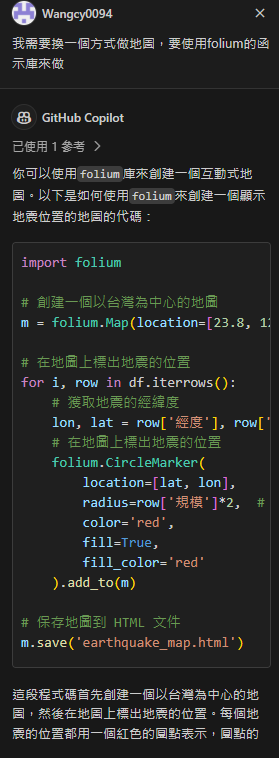 Wangcy0094
我需要換一個方式做地圖，要使用folium的函
示庫來做
GitHub Copilot
已使用 1 參考
你可以使用folium庫來創建一個互動式地
圖。以下是如何使用folium來創建一個顯示
地震位置的地圖的代碼：
import folium
# 創建一個以台灣為中心的地圖
m = folium.Map(location=[23.8, 12
# 在地圖上標出地震的位置
for i, row in df.iterrows():
# 獲取地震的經緯度
lon, lat = row['經度'], row['
# 在地圖上標出地震的位置
folium.CircleMarker(
location=[lat, lon],
radius=row['規模']*2,  #
color='red',
fill=True,
fill_color='red'
).add_to(m)
# 保存地圖到 HTML 文件
m.save('earthquake_map.html')
這段程式碼首先創建一個以台灣為中心的地
圖，然後在地圖上標出地震的位置。每個地
震的位置都用一個紅色的圓點表示，圓點的